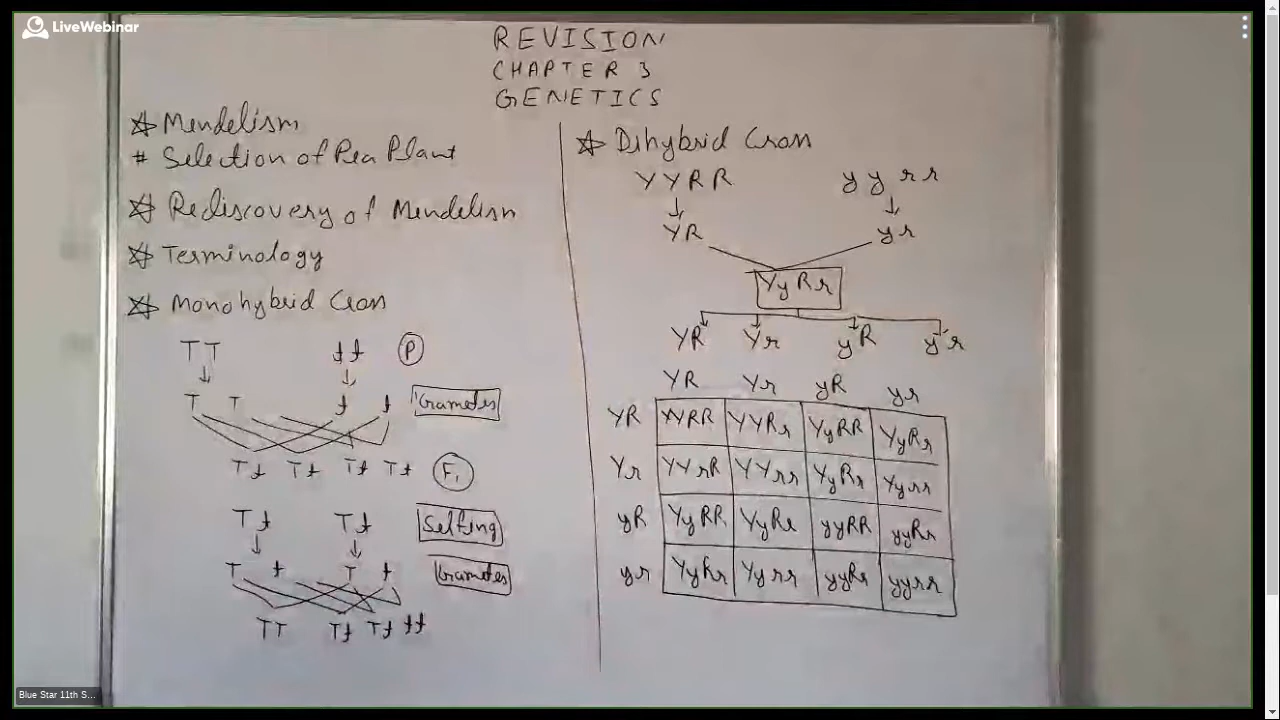 LiveWebinar
REVISION
CHAPTER 3
GENETICS
Mendelism
# Selection of Pea Plant
Rediscovery of Mendelism
Terminology
Monohybrid Cross
TT tt P
T T t t Gametes
Tt Tt Tt Tt F1
Tt Tt Selfing
T t T t Gametes
TT Tt Tt tt
Dihybrid Cross
YYRR yyrr
YR yr
YyRr
YR Yr yR yr
YR Yr yR yr
YR YYRR YYRr YyRR YyRr
Yr YYrR YYrr YyRr Yyrr
yR YyRR YyRr yyRR yyRr
yr YyRr Yyrr yyRr yyrr
Blue Star 11th S...